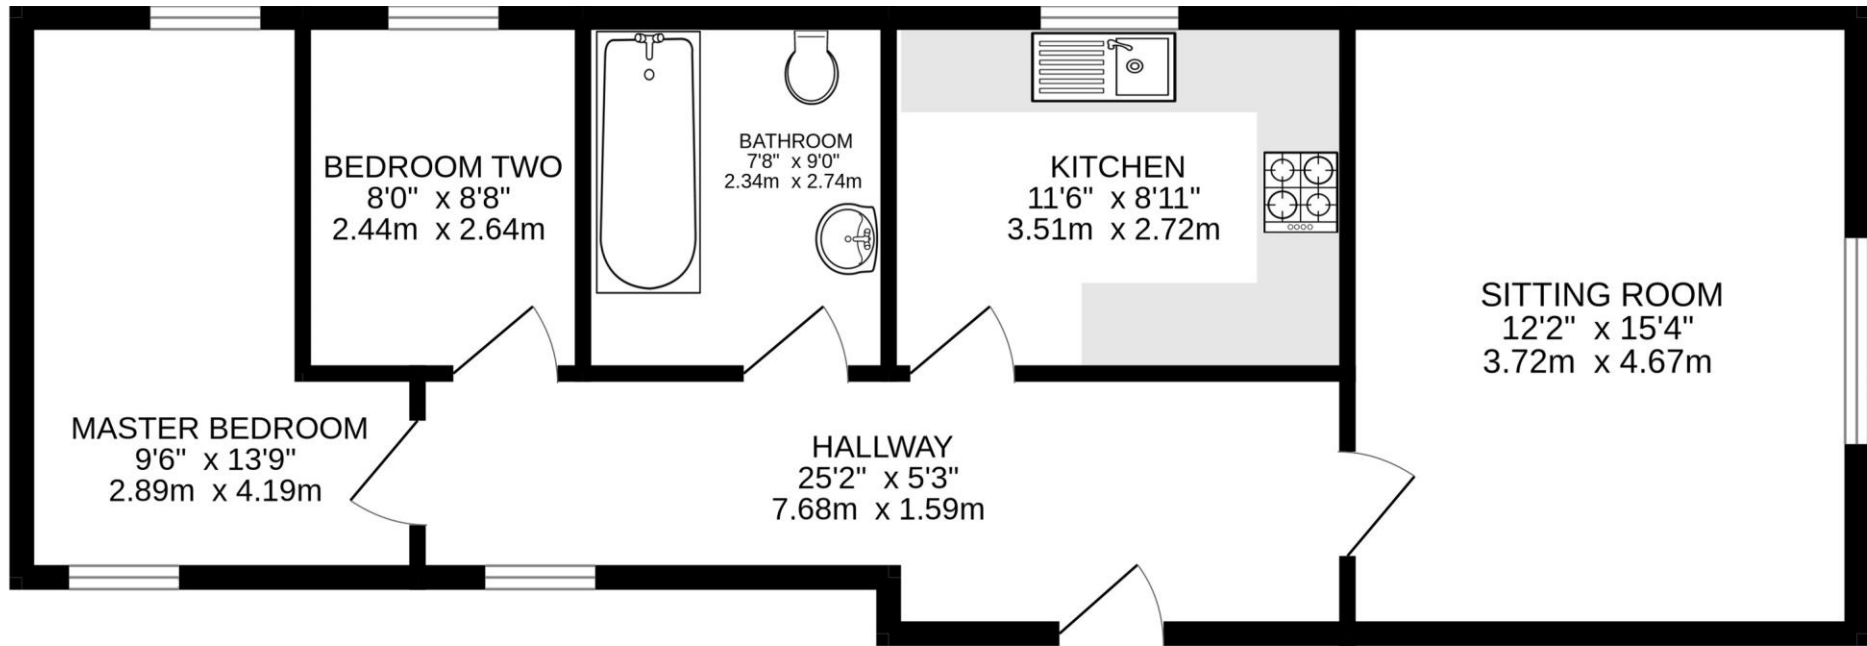 BEDROOM TWO
8'0" x 8'8"
2.44m x 2.64m
BATHROOM
7'8" x 9'0"
2.34m x 2.74m
KITCHEN
11'6" x 8'11"
3.51m x 2.72m
SITTING ROOM
12'2" x 15'4"
3.72m x 4.67m
MASTER BEDROOM
9'6" x 13'9"
2.89m x 4.19m
HALLWAY
25'2" x 5'3"
7.68m x 1.59m